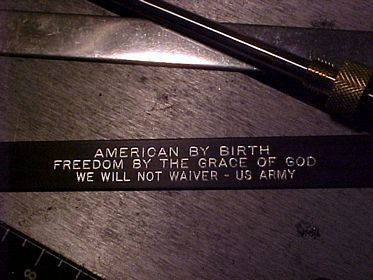 AMERICAN BY BIRTH
FREEDOM BY THE GRACE OF GOD
WE WILL NOT WAIVER - US ARMY